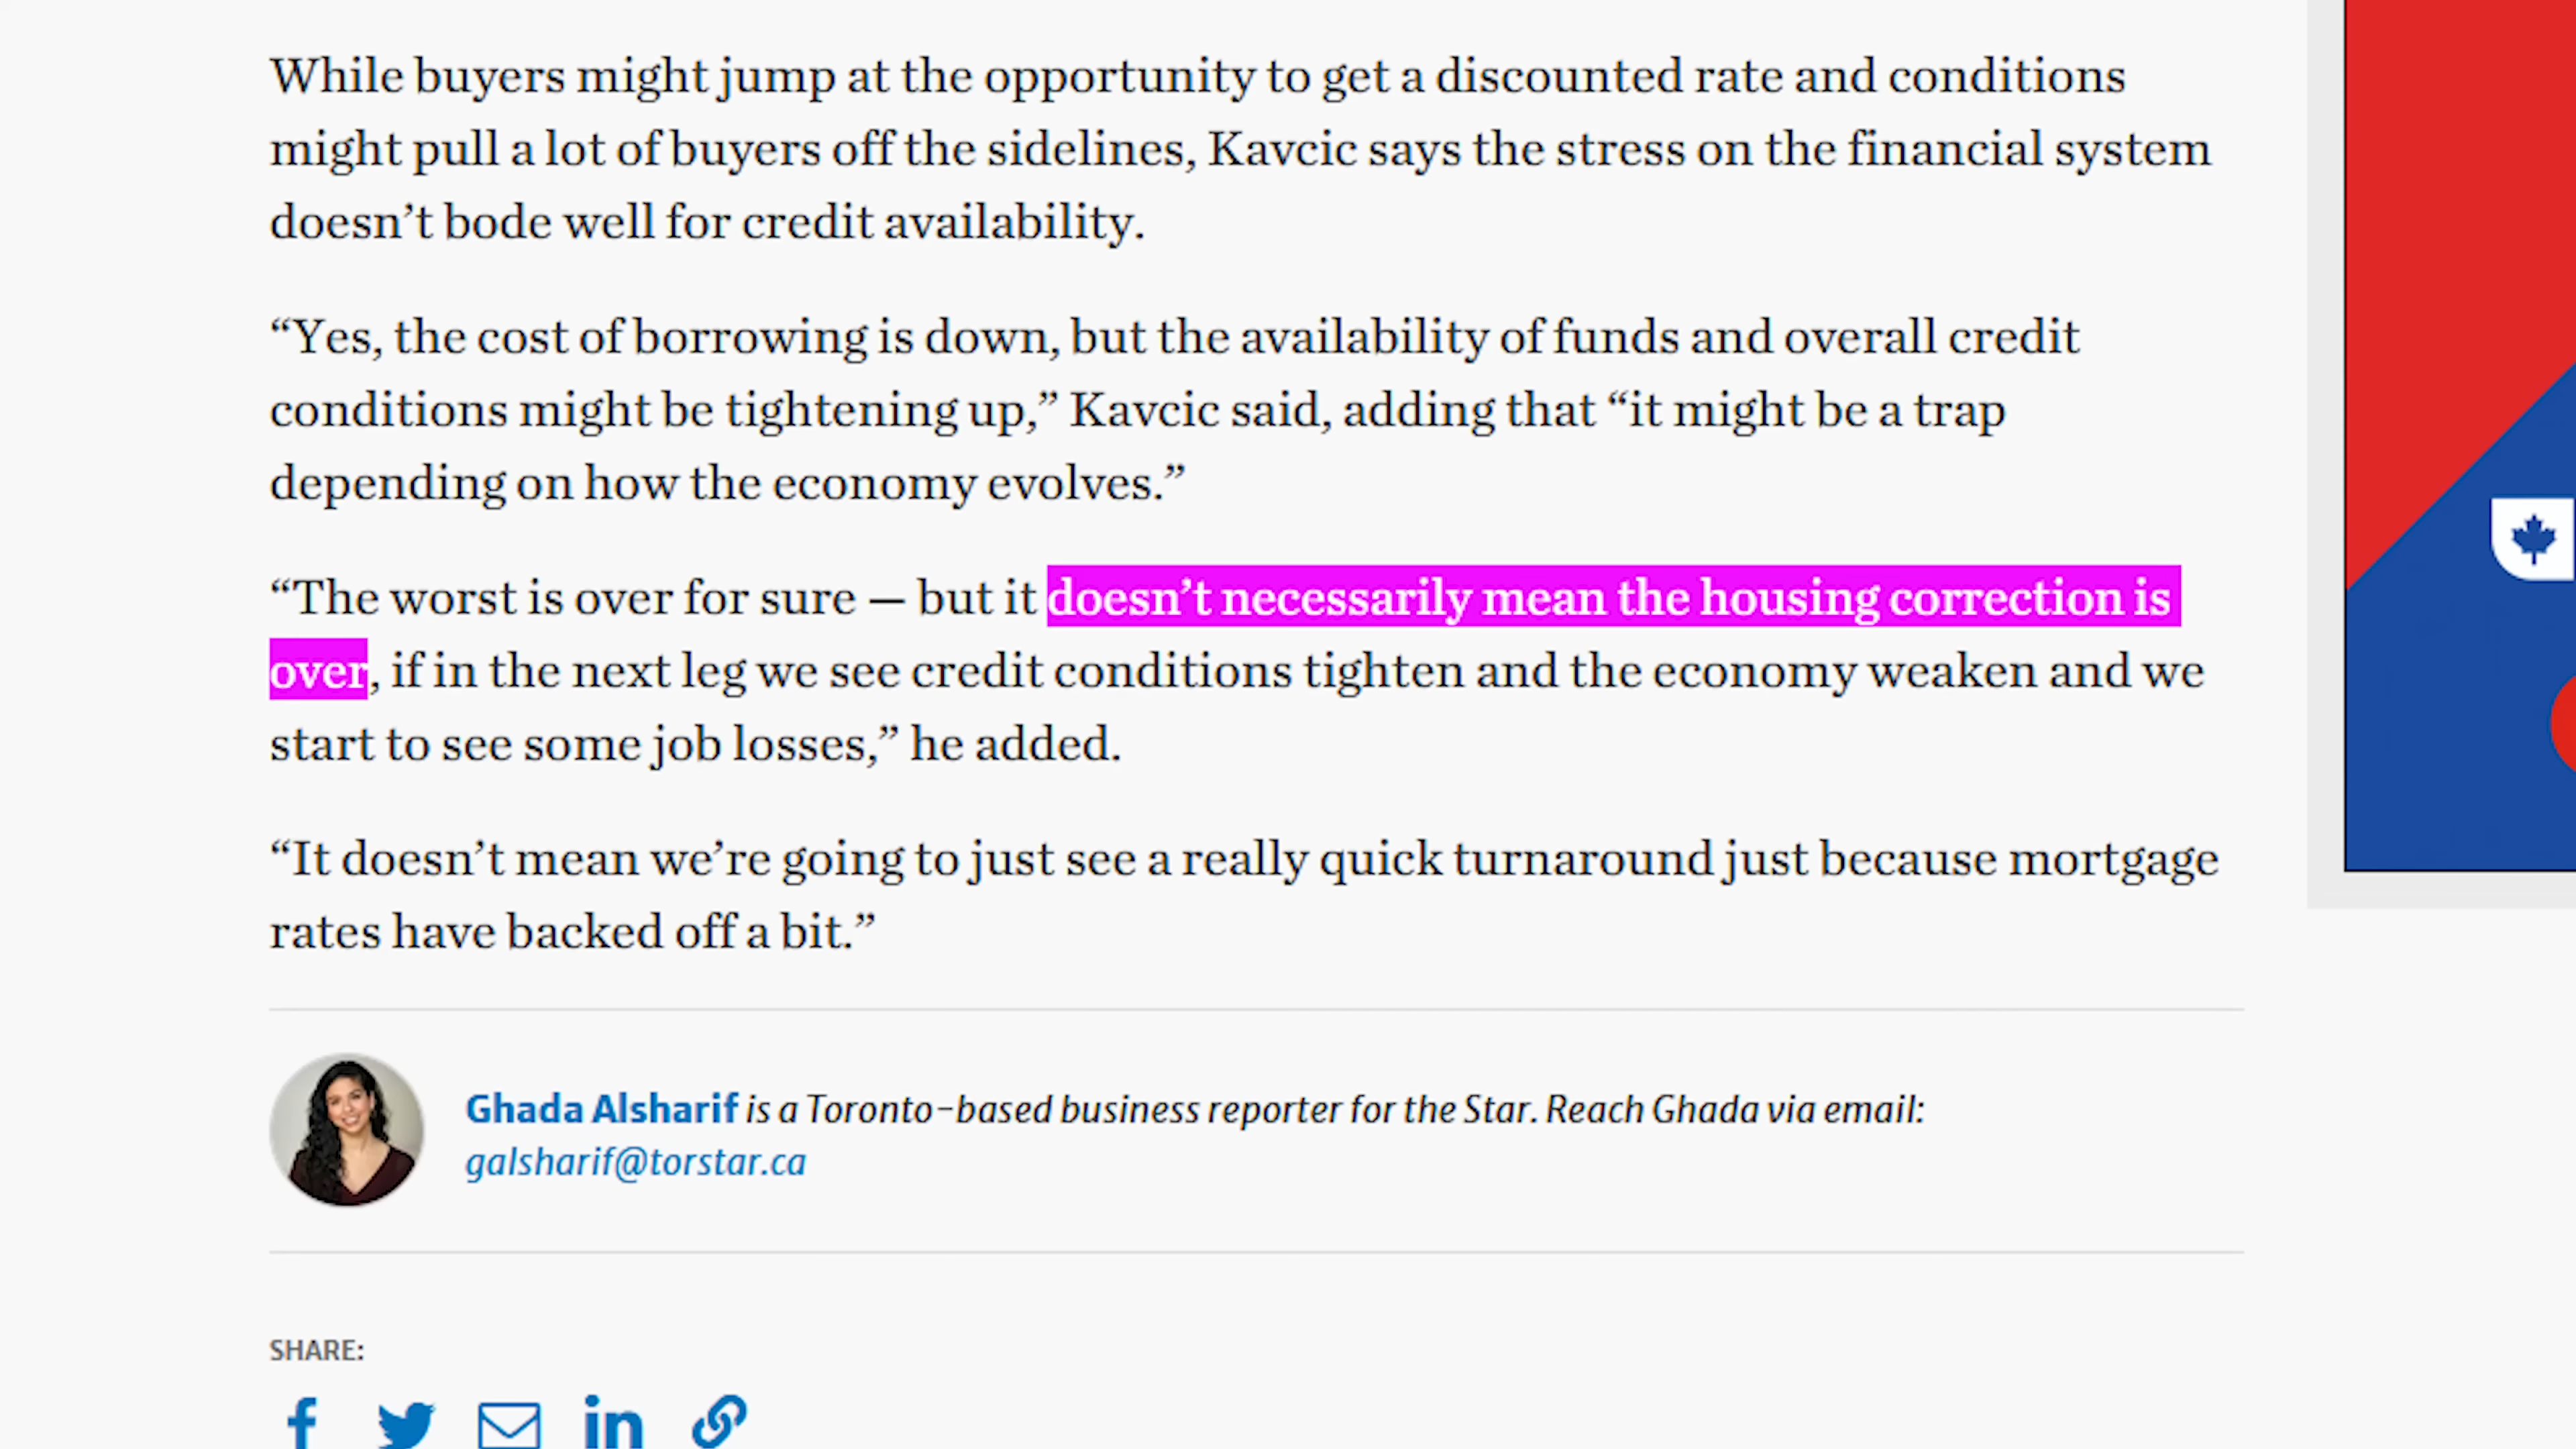 While buyers might jump at the opportunity to get a discounted rate and conditions
might pull a lot of buyers off the sidelines, Kavcic says the stress on the financial system
doesn’t bode well for credit availability.
“Yes, the cost of borrowing is down, but the availability of funds and overall credit
conditions might be tightening up,” Kavcic said, adding that “it might be a trap
depending on how the economy evolves.”
“The worst is over for sure — but it doesn’t necessarily mean the housing correction is
over, if in the next leg we see credit conditions tighten and the economy weaken and we
start to see some job losses,” he added.
“It doesn’t mean we’re going to just see a really quick turnaround just because mortgage
rates have backed off a bit.”
Ghada Alsharif is a Toronto-based business reporter for the Star. Reach Ghada via email:
galsharif@torstar.ca
SHARE: